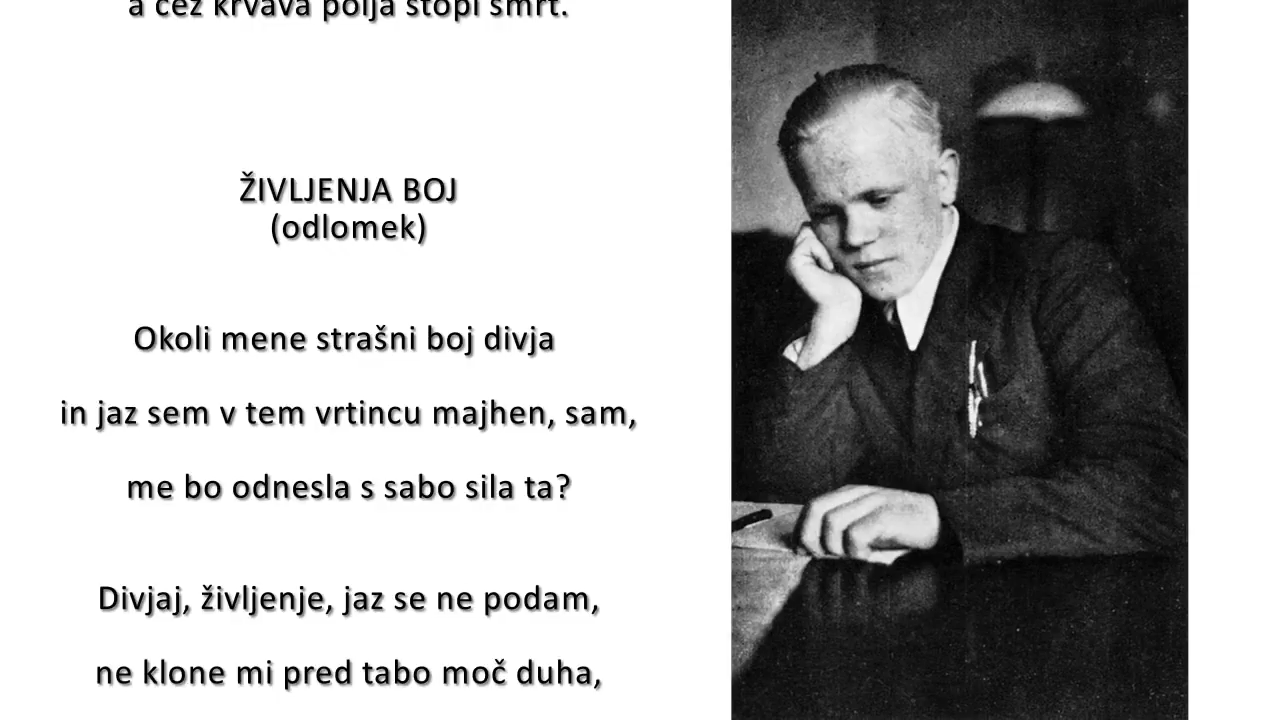 a čez krvava polja stopi smrt.
ŽIVLJENJA BOJ
(odlomek)
Okoli mene strašni boj divja
in jaz sem v tem vrtincu majhen, sam,
me bo odnesla s sabo sila ta?
Divjaj, življenje, jaz se ne podam,
ne klone mi pred tabo moč duha,